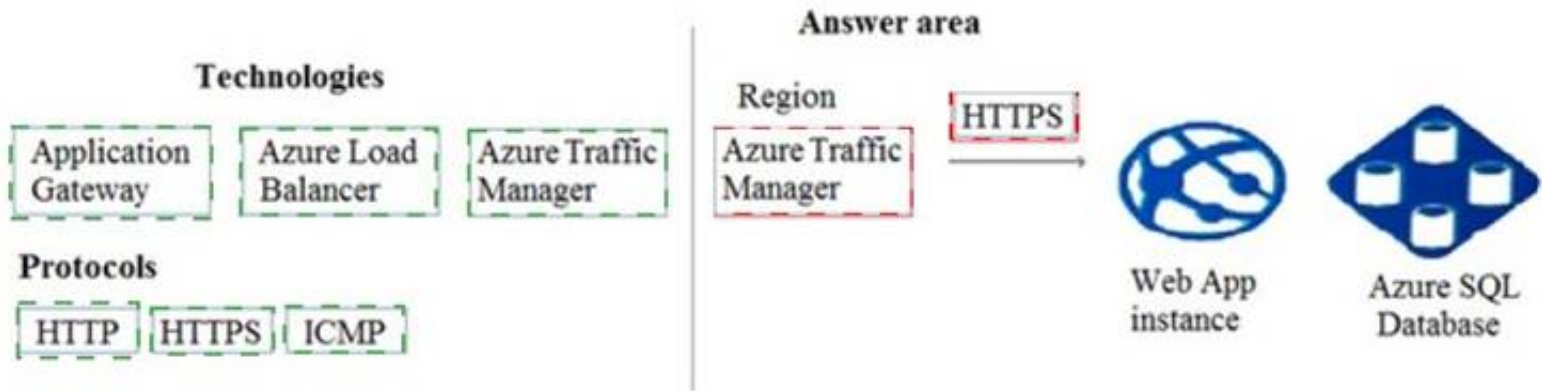 Technologies
Application
Gateway
Azure Load
Balancer
Azure Traffic
Manager
Protocols
HTTP
HTTPS
ICMP
Answer area
Region
Azure Traffic
Manager
HTTPS
Web App
instance
Azure SQL
Database